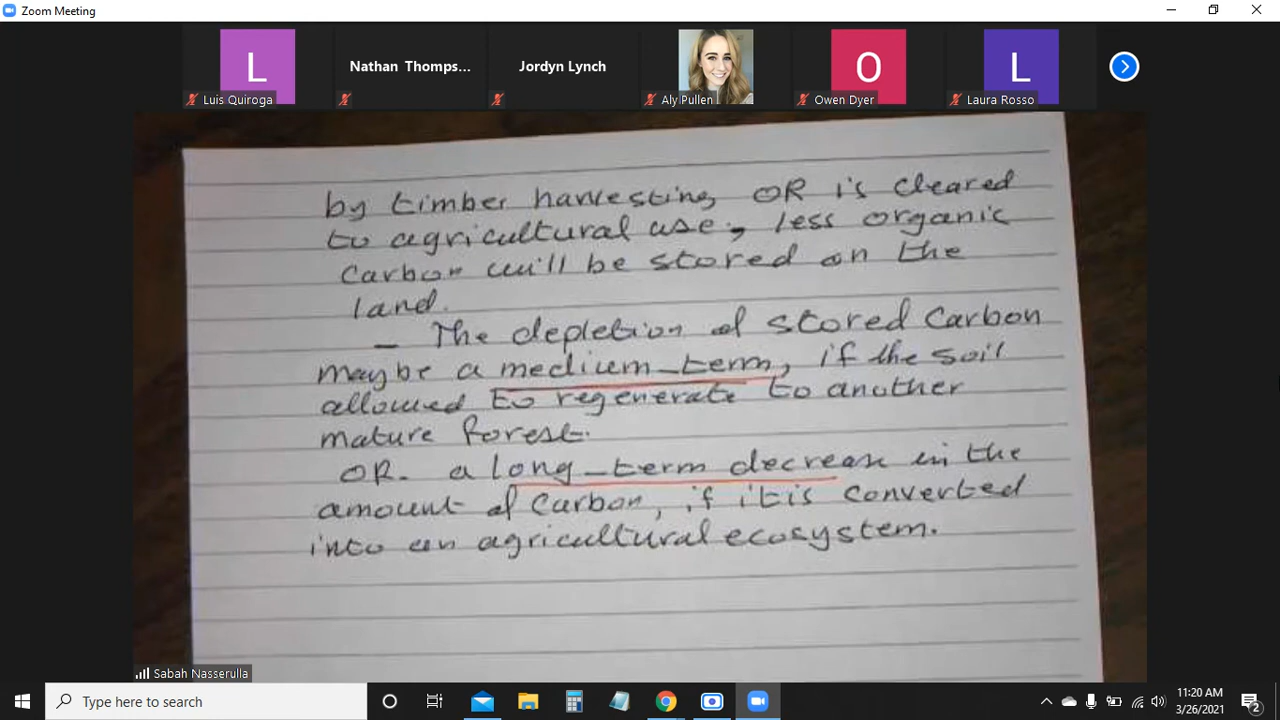 Zoom Meeting
L
Luis Quiroga
Nathan Thomps...
Jordyn Lynch
Aly Pullen
O
Owen Dyer
L
Laura Rosso
by timber harvesting OR is cleared
to agricultural use, less organic
Carbon will be stored on the
land.
- The depletion of stored Carbon
maybe a medium-term, if the soil
allowed to regenerate to another
mature forest.
OR- a long-term decrease in the
amount of Carbon, if it is converted
into an agricultural ecosystem.
Sabah Nasserulla
Type here to search
11:20 AM
3/26/2021
2